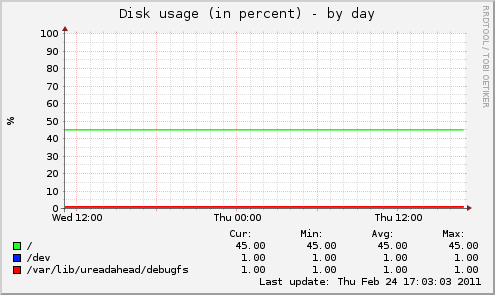 Disk usage (in percent) - by day
RRDTOOL / TOBI OETIKER
%
100
90
80
70
60
50
40
30
20
10
0
Wed 12:00 Thu 00:00 Thu 12:00
Cur: Min: Avg: Max:
/ 45.00 45.00 45.00 45.00
/dev 1.00 1.00 1.00 1.00
/var/lib/ureadahead/debugfs 1.00 1.00 1.00 1.00
Last update: Thu Feb 24 17:03:03 2011